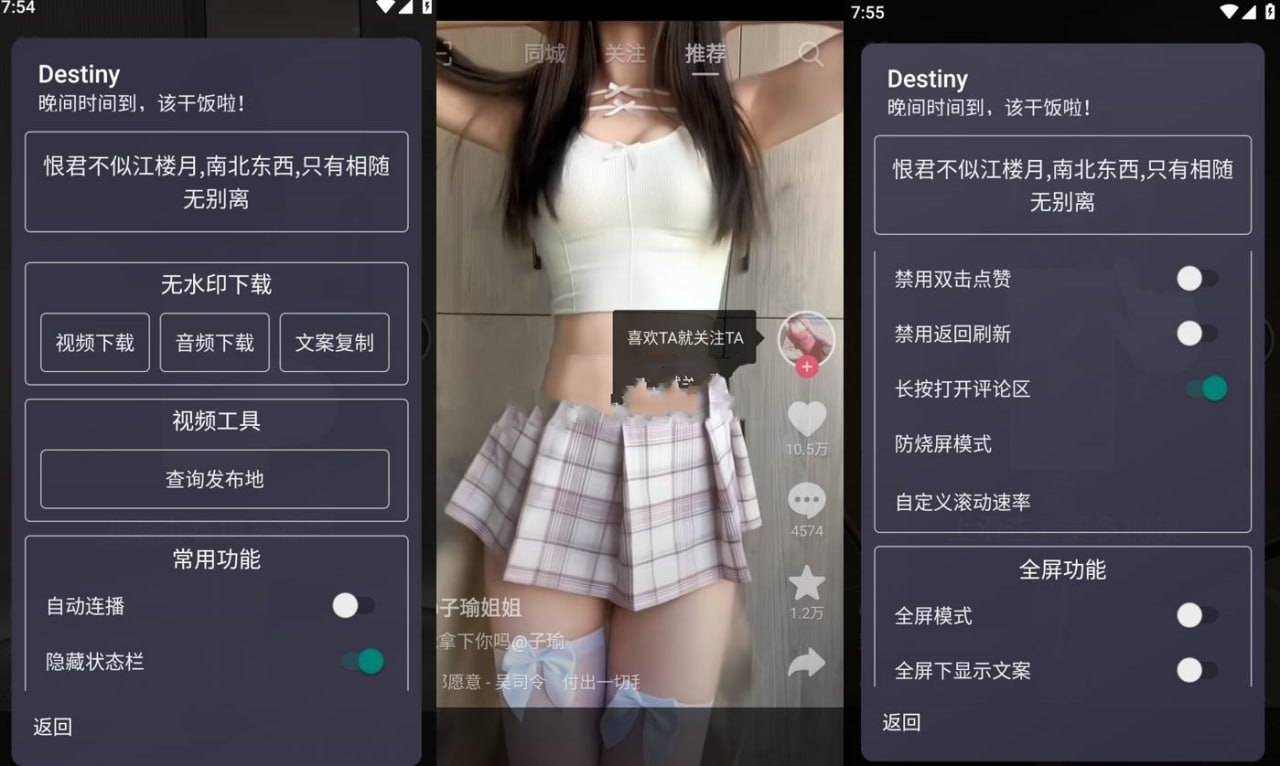 7:54
Destiny
晚间时间到，该干饭啦！
恨君不似江楼月,南北东西,只有相随
无别离
无水印下载
视频下载
音频下载
文案复制
视频工具
查询发布地
常用功能
自动连播
隐藏状态栏
返回
同城
关注
推荐
喜欢TA就关注TA
10.5万
4574
1.2万
子瑜姐姐
拿下你吗@子瑜
愿意 - 吴司令
付出一切
7:55
Destiny
晚间时间到，该干饭啦！
恨君不似江楼月,南北东西,只有相随
无别离
禁用双击点赞
禁用返回刷新
长按打开评论区
防烧屏模式
自定义滚动速率
全屏功能
全屏模式
全屏下显示文案
返回